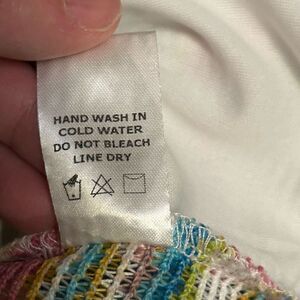 HAND WASH IN
COLD WATER
DO NOT BLEACH
LINE DRY